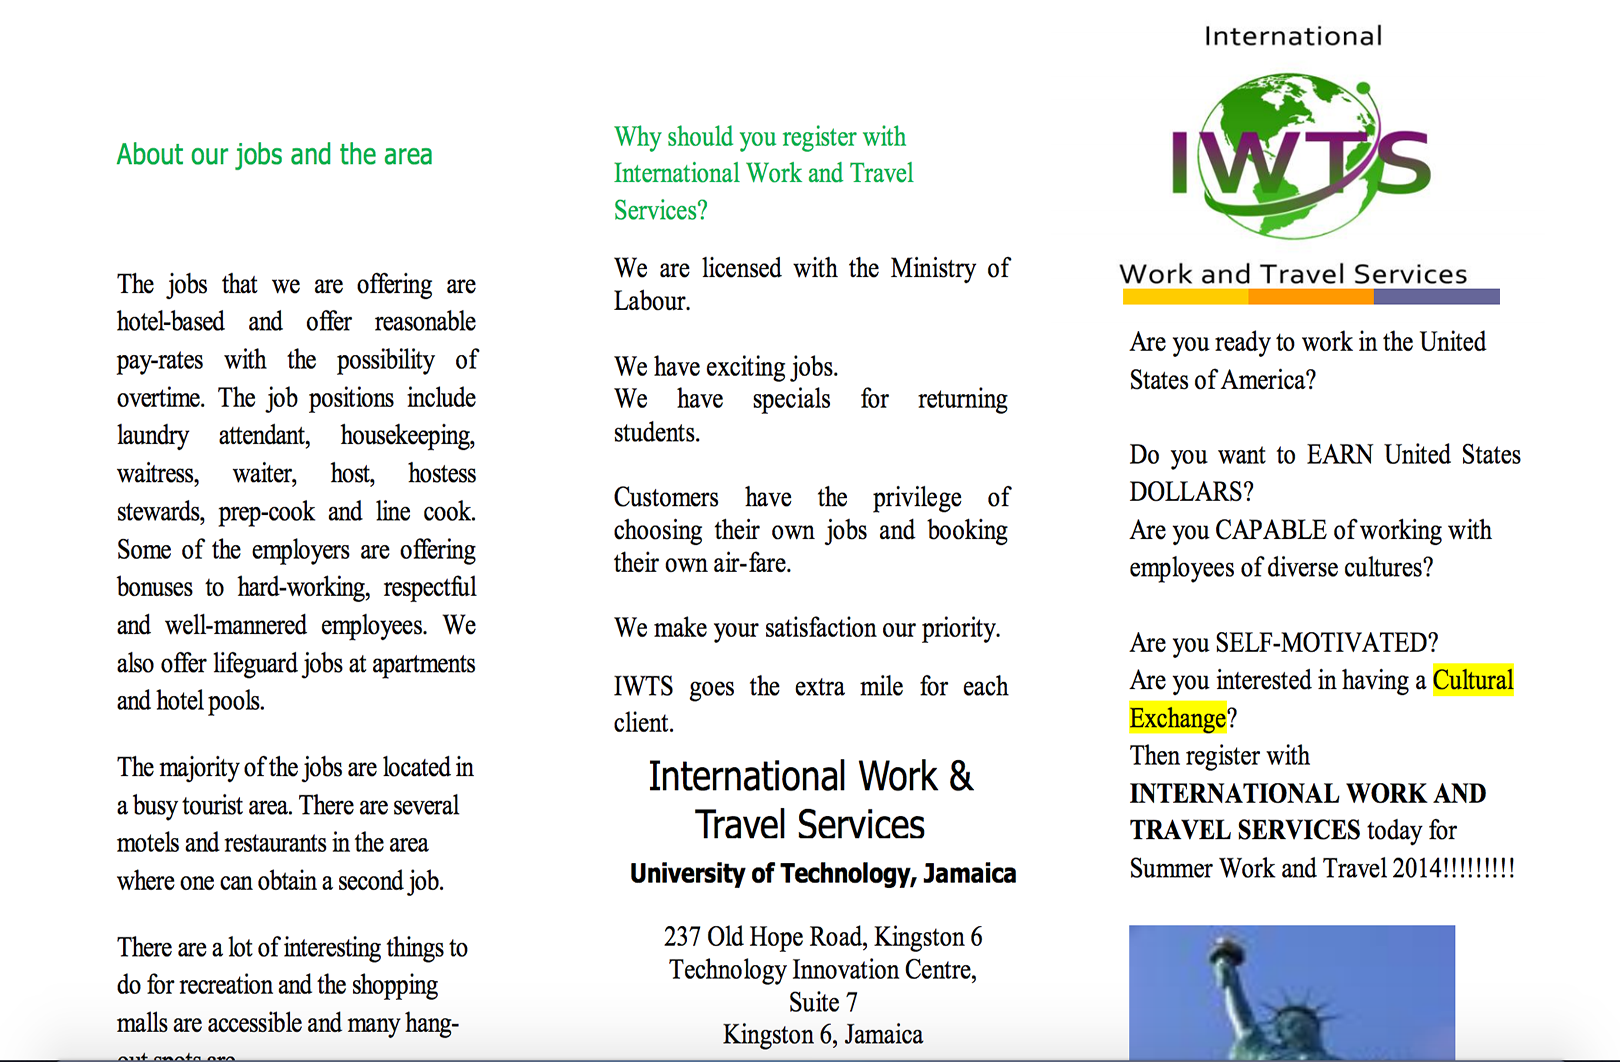 About our jobs and the area
The jobs that we are offering are
hotel-based and offer reasonable
pay-rates with the possibility of
overtime. The job positions include
laundry attendant, housekeeping,
waitress, waiter, host, hostess
stewards, prep-cook and line cook.
Some of the employers are offering
bonuses to hard-working, respectful
and well-mannered employees. We
also offer lifeguard jobs at apartments
and hotel pools.
The majority of the jobs are located in
a busy tourist area. There are several
motels and restaurants in the area
where one can obtain a second job.
There are a lot of interesting things to
do for recreation and the shopping
malls are accessible and many hang-
out spots are
Why should you register with
International Work and Travel
Services?
We are licensed with the Ministry of
Labour.
We have exciting jobs.
We have specials for returning
students.
Customers have the privilege of
choosing their own jobs and booking
their own air-fare.
We make your satisfaction our priority.
IWTS goes the extra mile for each
client.
International Work &
Travel Services
University of Technology, Jamaica
237 Old Hope Road, Kingston 6
Technology Innovation Centre,
Suite 7
Kingston 6, Jamaica
International
IWTS
Work and Travel Services
Are you ready to work in the United
States of America?
Do you want to EARN United States
DOLLARS?
Are you CAPABLE of working with
employees of diverse cultures?
Are you SELF-MOTIVATED?
Are you interested in having a Cultural
Exchange?
Then register with
INTERNATIONAL WORK AND
TRAVEL SERVICES today for
Summer Work and Travel 2014!!!!!!!!!